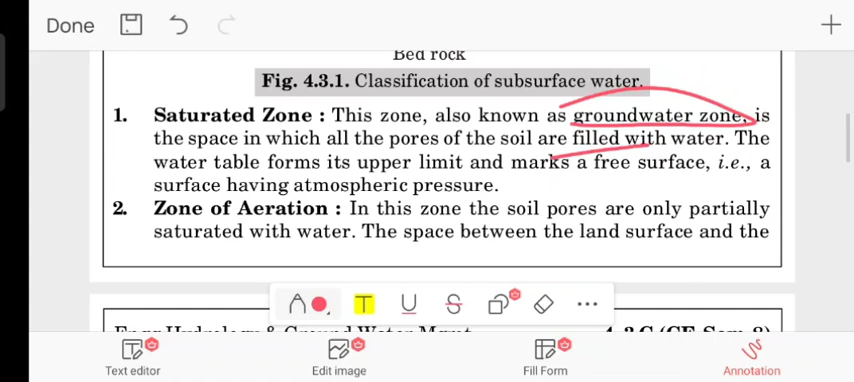 Done
Bed rock
Fig. 4.3.1. Classification of subsurface water.
1. Saturated Zone : This zone, also known as groundwater zone, is
the space in which all the pores of the soil are filled with water. The
water table forms its upper limit and marks a free surface, i.e., a
surface having atmospheric pressure.
2. Zone of Aeration : In this zone the soil pores are only partially
saturated with water. The space between the land surface and the
T U S
Text editor Edit image Fill Form Annotation